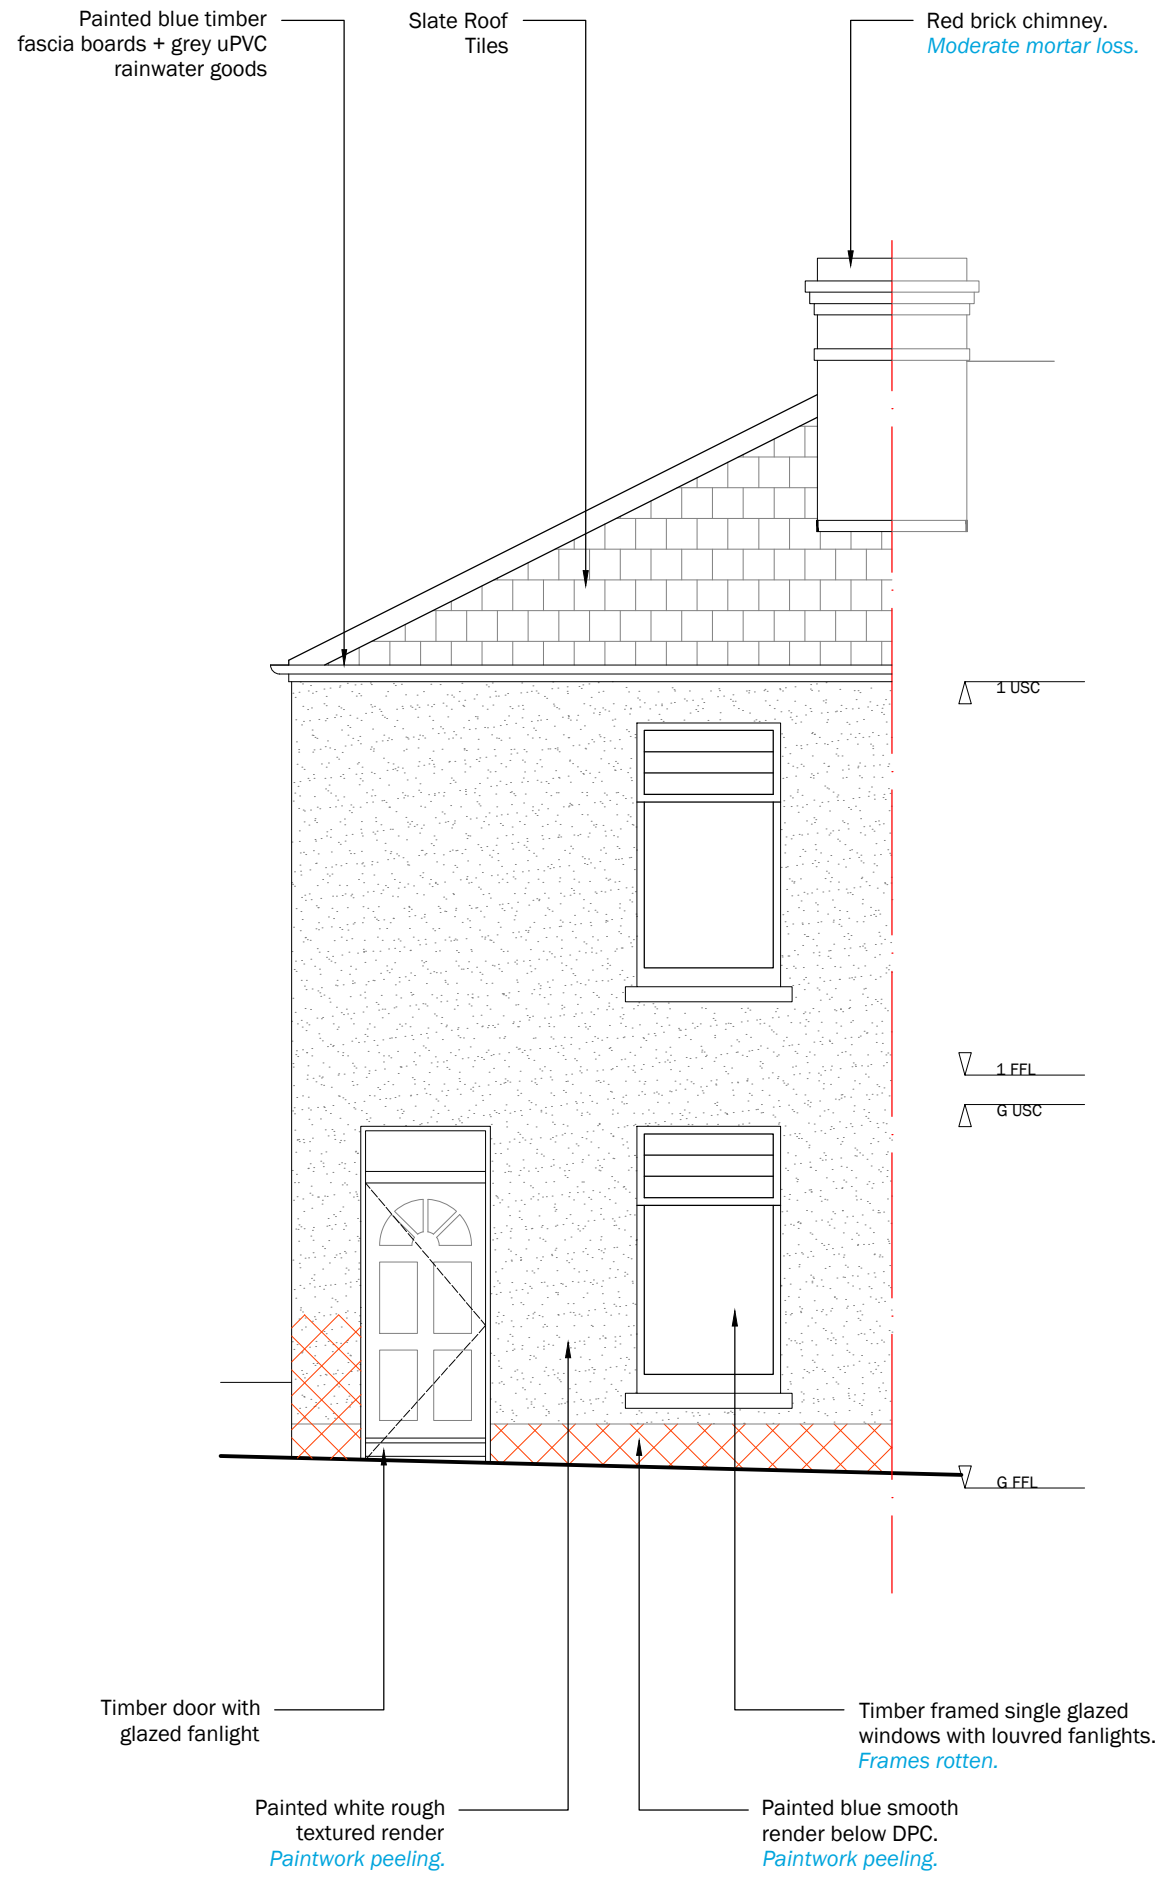 Painted blue timber
fascia boards + grey uPVC
rainwater goods
Slate Roof
Tiles
Red brick chimney.
Moderate mortar loss.
1 USC
1 FFL
G USC
G FFL
Timber door with
glazed fanlight
Timber framed single glazed
windows with louvred fanlights.
Frames rotten.
Painted white rough
textured render
Paintwork peeling.
Painted blue smooth
render below DPC.
Paintwork peeling.